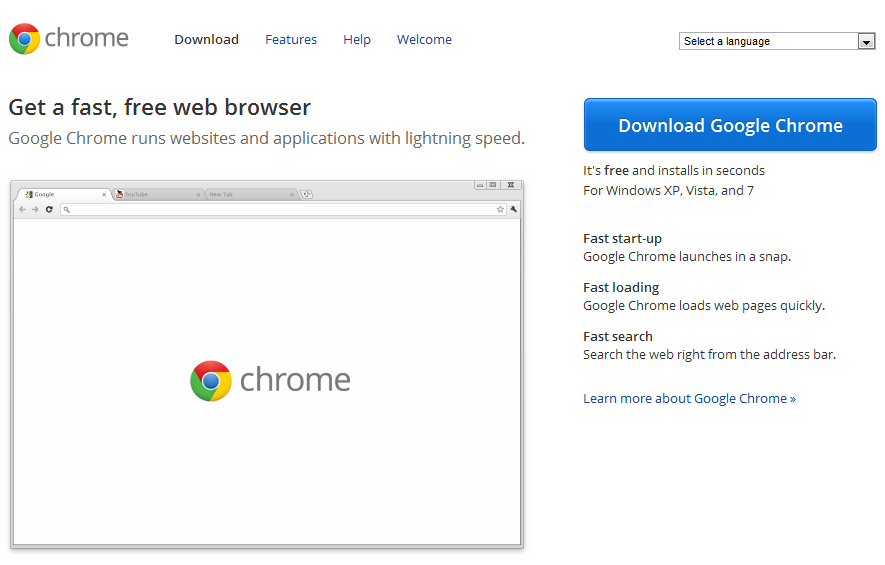 chrome
Download Features Help Welcome
Select a language
Get a fast, free web browser
Google Chrome runs websites and applications with lightning speed.
Google YouTube New Tab
chrome
Download Google Chrome
It's free and installs in seconds
For Windows XP, Vista, and 7
Fast start-up
Google Chrome launches in a snap.
Fast loading
Google Chrome loads web pages quickly.
Fast search
Search the web right from the address bar.
Learn more about Google Chrome »